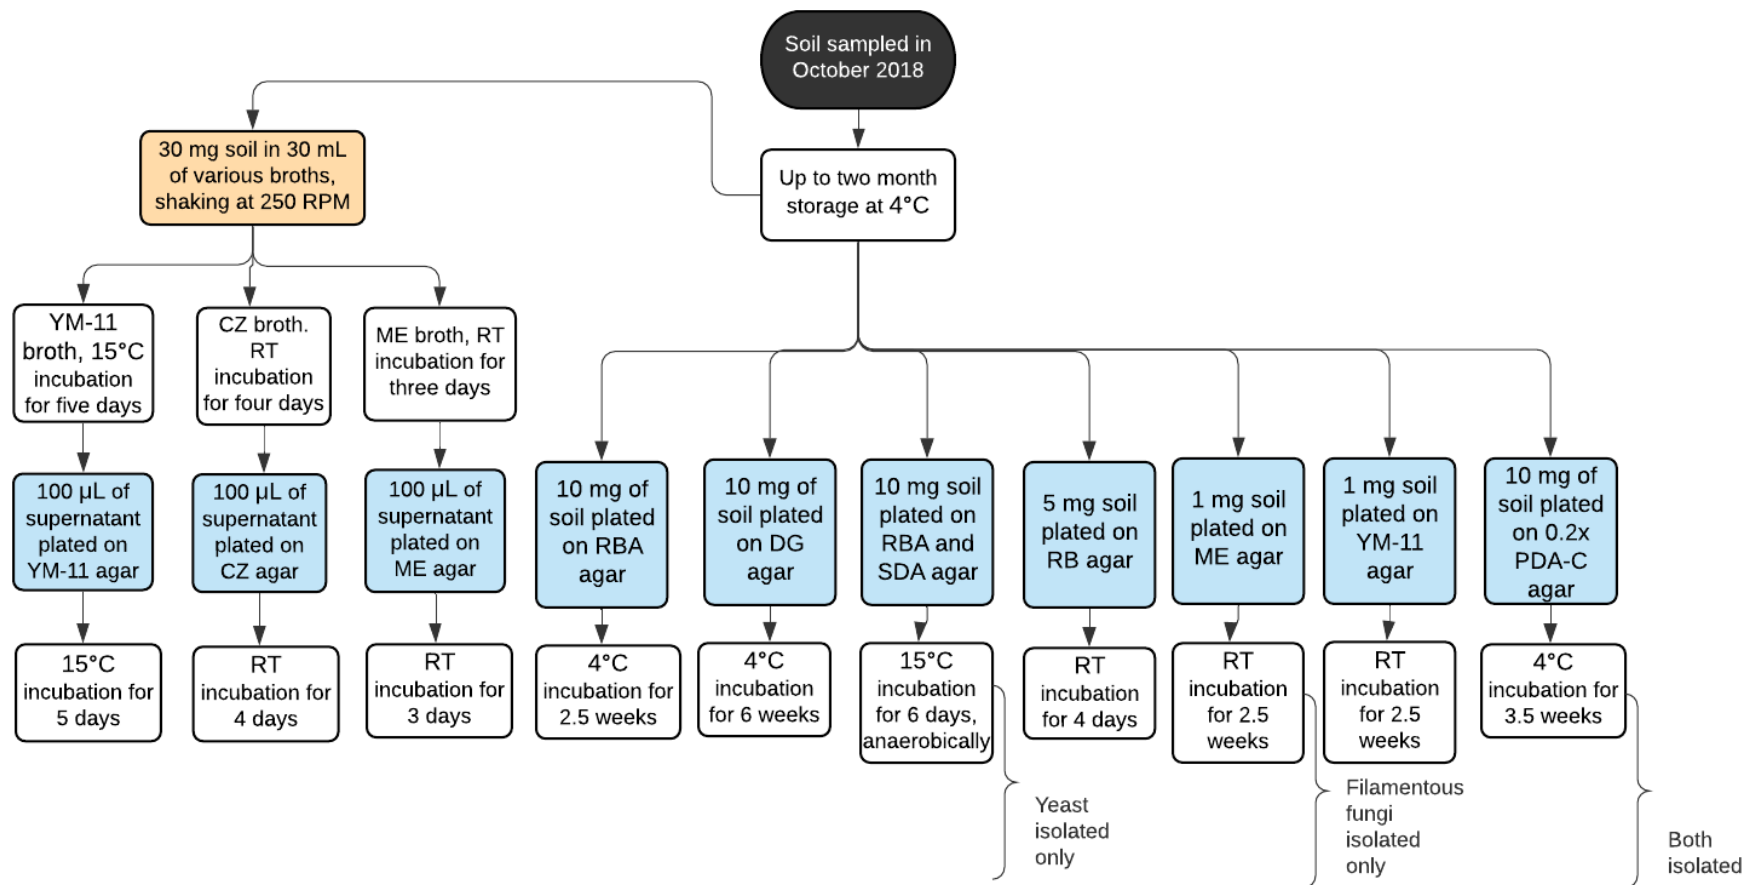 Soil sampled in
October 2018
Up to two month
storage at 4°C
30 mg soil in 30 mL
of various broths,
shaking at 250 RPM
YM-11
broth, 15°C
incubation
for five days
CZ broth.
RT
incubation
for four days
ME broth, RT
incubation for
three days
100 µL of
supernatant
plated on
YM-11 agar
100 µL of
supernatant
plated on
CZ agar
100 µL of
supernatant
plated on
ME agar
10 mg of
soil plated
on RBA
agar
10 mg of
soil plated
on DG
agar
10 mg soil
plated on
RBA and
SDA agar
5 mg soil
plated on
RB agar
1 mg soil
plated on
ME agar
1 mg soil
plated on
YM-11
agar
10 mg of
soil plated
on 0.2x
PDA-C
agar
15°C
incubation for
5 days
RT
incubation for
4 days
RT
incubation for
3 days
4°C
incubation for
2.5 weeks
4°C
incubation
for 6 weeks
15°C
incubation
for 6 days,
anaerobically
RT
incubation
for 4 days
RT
incubation
for 2.5
weeks
RT
incubation
for 2.5
weeks
4°C
incubation for
3.5 weeks
Yeast
isolated
only
Filamentous
fungi
isolated
only
Both
isolated